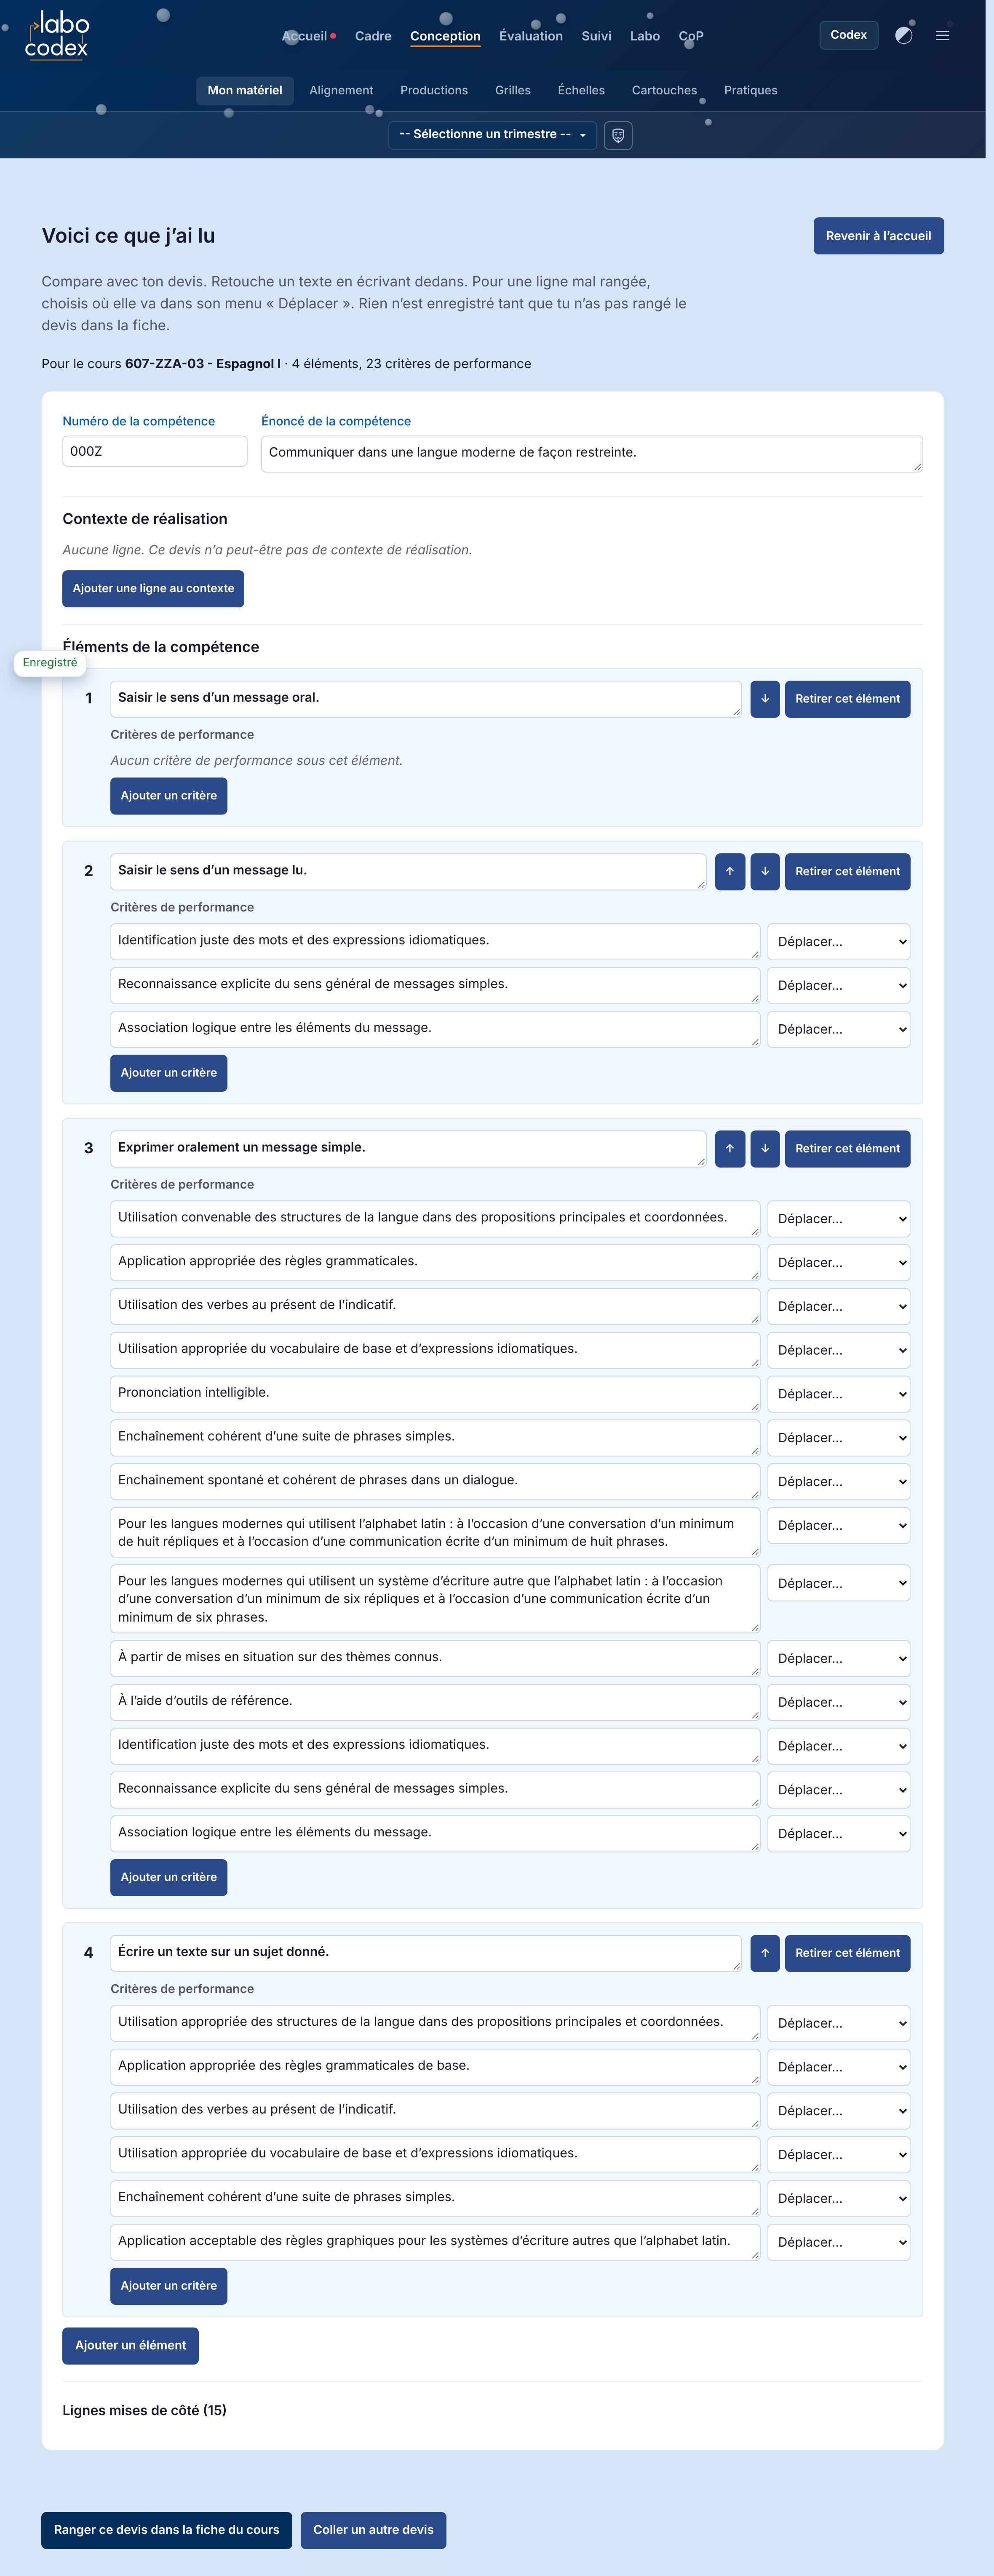 labo
codex
Accueil
Cadre
Conception
Évaluation
Suivi
Labo
CoP
Codex
Mon matériel
Alignement
Productions
Grilles
Échelles
Cartouches
Pratiques
-- Sélectionne un trimestre --
Voici ce que j’ai lu
Revenir à l’accueil
Compare avec ton devis. Retouche un texte en écrivant dedans. Pour une ligne mal rangée,
choisis où elle va dans son menu « Déplacer ». Rien n’est enregistré tant que tu n’as pas rangé le
devis dans la fiche.
Pour le cours 607-ZZA-03 - Espagnol I · 4 éléments, 23 critères de performance
Numéro de la compétence
Énoncé de la compétence
000Z
Communiquer dans une langue moderne de façon restreinte.
Contexte de réalisation
Aucune ligne. Ce devis n’a peut-être pas de contexte de réalisation.
Ajouter une ligne au contexte
Éléments de la compétence
Enregistré
1
Saisir le sens d’un message oral.
↓
Retirer cet élément
Critères de performance
Aucun critère de performance sous cet élément.
Ajouter un critère
2
Saisir le sens d’un message lu.
↑
↓
Retirer cet élément
Critères de performance
Identification juste des mots et des expressions idiomatiques.
Déplacer…
Reconnaissance explicite du sens général de messages simples.
Déplacer…
Association logique entre les éléments du message.
Déplacer…
Ajouter un critère
3
Exprimer oralement un message simple.
↑
↓
Retirer cet élément
Critères de performance
Utilisation convenable des structures de la langue dans des propositions principales et coordonnées.
Déplacer…
Application appropriée des règles grammaticales.
Déplacer…
Utilisation des verbes au présent de l’indicatif.
Déplacer…
Utilisation appropriée du vocabulaire de base et d’expressions idiomatiques.
Déplacer…
Prononciation intelligible.
Déplacer…
Enchaînement cohérent d’une suite de phrases simples.
Déplacer…
Enchaînement spontané et cohérent de phrases dans un dialogue.
Déplacer…
Pour les langues modernes qui utilisent l’alphabet latin : à l’occasion d’une conversation d’un minimum
de huit répliques et à l’occasion d’une communication écrite d’un minimum de huit phrases.
Déplacer…
Pour les langues modernes qui utilisent un système d’écriture autre que l’alphabet latin : à l’occasion
d’une conversation d’un minimum de six répliques et à l’occasion d’une communication écrite d’un
minimum de six phrases.
Déplacer…
À partir de mises en situation sur des thèmes connus.
Déplacer…
À l’aide d’outils de référence.
Déplacer…
Identification juste des mots et des expressions idiomatiques.
Déplacer…
Reconnaissance explicite du sens général de messages simples.
Déplacer…
Association logique entre les éléments du message.
Déplacer…
Ajouter un critère
4
Écrire un texte sur un sujet donné.
↑
Retirer cet élément
Critères de performance
Utilisation appropriée des structures de la langue dans des propositions principales et coordonnées.
Déplacer…
Application appropriée des règles grammaticales de base.
Déplacer…
Utilisation des verbes au présent de l’indicatif.
Déplacer…
Utilisation appropriée du vocabulaire de base et d’expressions idiomatiques.
Déplacer…
Enchaînement cohérent d’une suite de phrases simples.
Déplacer…
Application acceptable des règles graphiques pour les systèmes d’écriture autres que l’alphabet latin.
Déplacer…
Ajouter un critère
Ajouter un élément
Lignes mises de côté (15)
Ranger ce devis dans la fiche du cours
Coller un autre devis